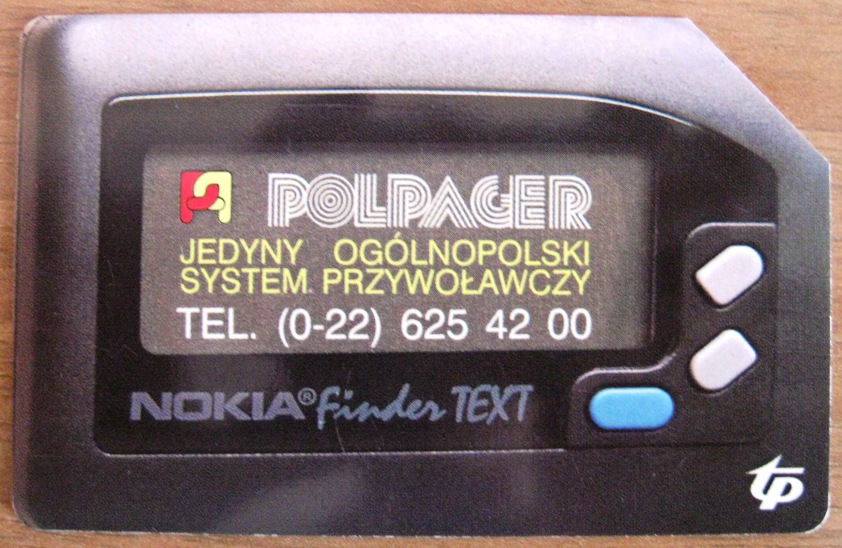 POLPAGER
JEDYNY OGÓLNOPOLSKI
SYSTEM PRZYWOŁAWCZY
TEL. (0-22) 625 42 00
NOKIA® Finder TEXT
tp